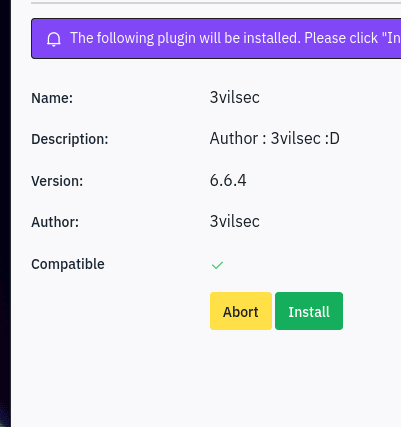 The following plugin will be installed. Please click "In
Name: 3vilsec
Description: Author : 3vilsec :D
Version: 6.6.4
Author: 3vilsec
Compatible
Abort Install